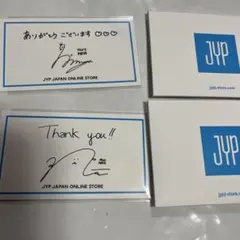 ありがとうございます ♡♡♡
JYP JAPAN ONLINE STORE
JYP
Thank you!!
JYP JAPAN ONLINE STORE
JYP